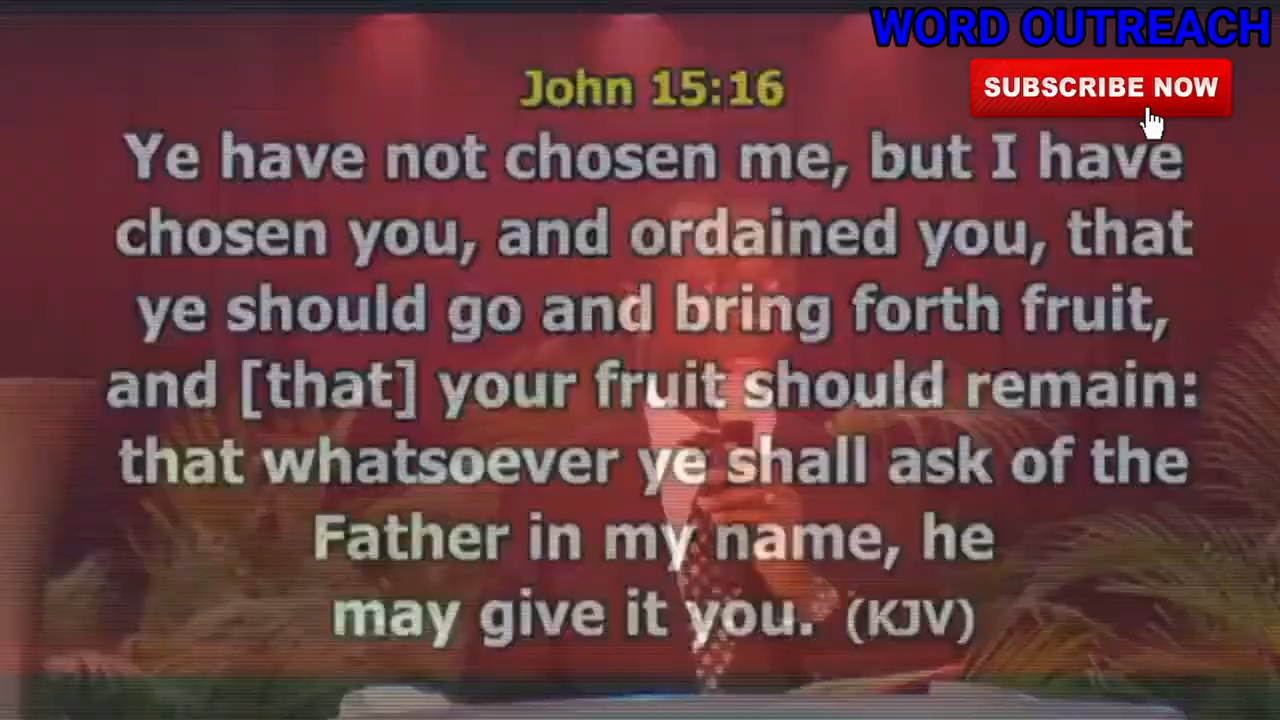 WORD OUTREACH
SUBSCRIBE NOW
John 15:16
Ye have not chosen me, but I have
chosen you, and ordained you, that
ye should go and bring forth fruit,
and [that] your fruit should remain:
that whatsoever ye shall ask of the
Father in my name, he
may give it you. (KJV)